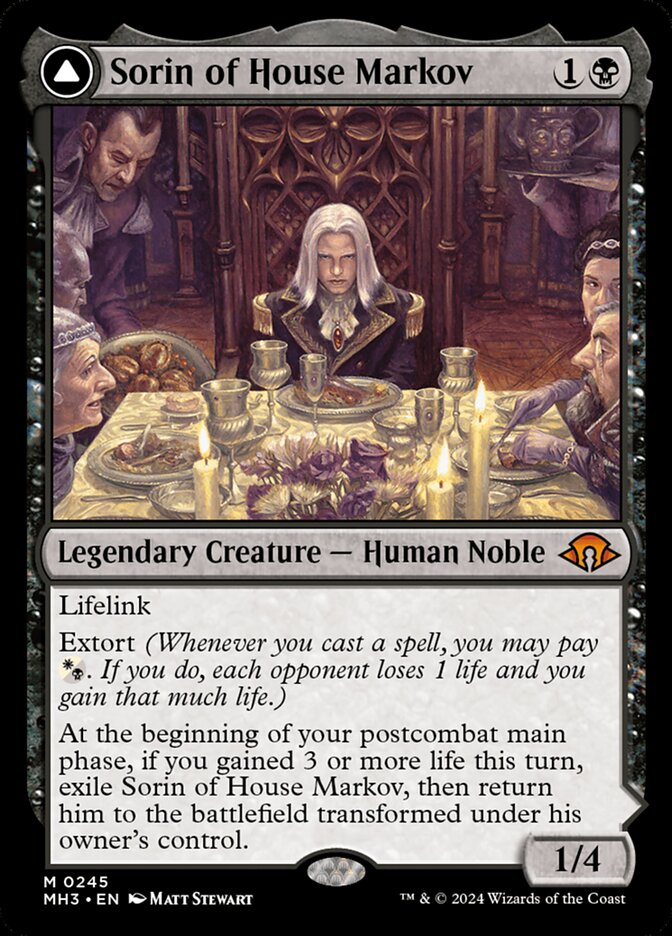 Sorin of House Markov 1
Legendary Creature — Human Noble
Lifelink
Extort (Whenever you cast a spell, you may pay
. If you do, each opponent loses 1 life and you
gain that much life.)
At the beginning of your postcombat main
phase, if you gained 3 or more life this turn,
exile Sorin of House Markov, then return
him to the battlefield transformed under his
owner's control.
1/4
M 0245
MH3 • EN Matt Stewart
™ & © 2024 Wizards of the Coast